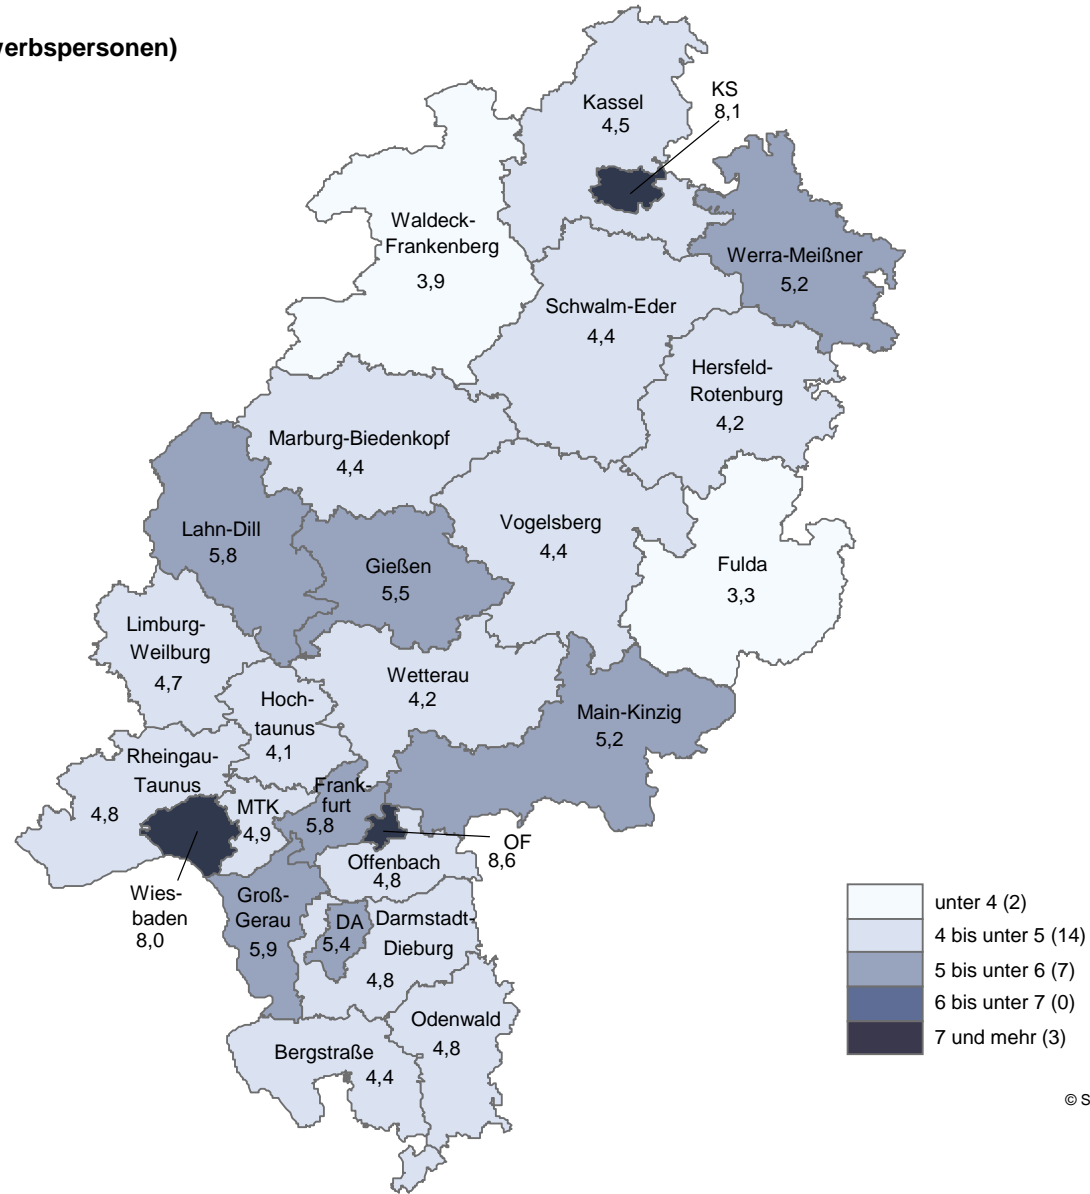 verbspersonen)
Kassel
4,5
KS
8,1
Waldeck-
Frankenberg
3,9
Werra-Meißner
5,2
Schwalm-Eder
4,4
Hersfeld-
Rotenburg
4,2
Marburg-Biedenkopf
4,4
Lahn-Dill
5,8
Gießen
5,5
Vogelsberg
4,4
Fulda
3,3
Limburg-
Weilburg
4,7
Wetterau
4,2
Hoch-
taunus
4,1
Main-Kinzig
5,2
Rheingau-
Taunus
4,8
MTK
4,9
Frank-
furt
5,8
OF
8,6
Offenbach
4,8
Wies-
baden
8,0
Groß-
Gerau
5,9
DA
5,4
Darmstadt-
Dieburg
4,8
Odenwald
4,8
Bergstraße
4,4
unter 4 (2)
4 bis unter 5 (14)
5 bis unter 6 (7)
6 bis unter 7 (0)
7 und mehr (3)
© S